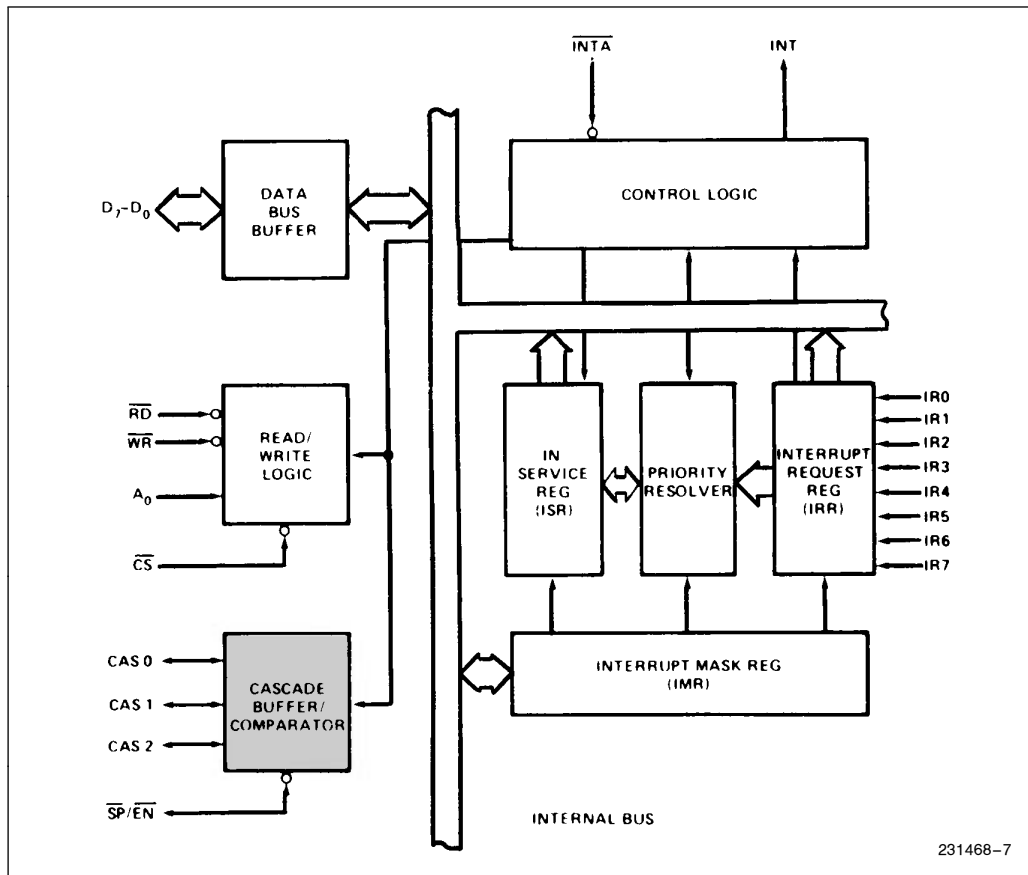 INTA
INT
DATA
BUS
BUFFER
D7-D0
CONTROL LOGIC
RD
WR
A0
CS
READ/
WRITE
LOGIC
IN
SERVICE
REG
(ISR)
PRIORITY
RESOLVER
INTERRUPT
REQUEST
REG
(IRR)
IR0
IR1
IR2
IR3
IR4
IR5
IR6
IR7
CAS 0
CAS 1
CAS 2
SP/EN
CASCADE
BUFFER/
COMPARATOR
INTERRUPT MASK REG
(IMR)
INTERNAL BUS
231468-7